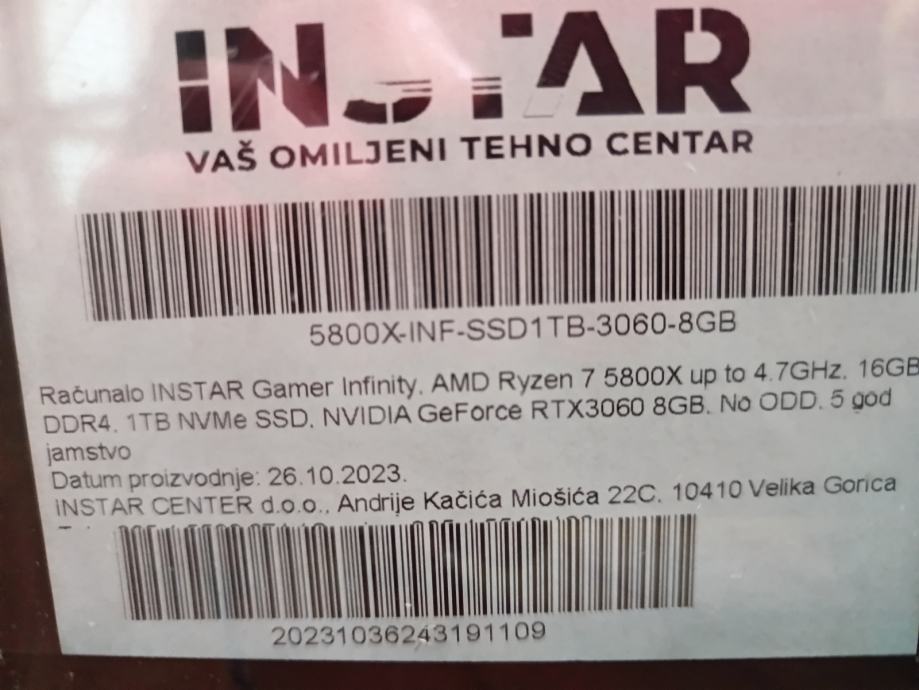 INSTAR
VAŠ OMILJENI TEHNO CENTAR
5800X-INF-SSD1TB-3060-8GB
Računalo INSTAR Gamer Infinity, AMD Ryzen 7 5800X up to 4.7GHz, 16GB
DDR4, 1TB NVMe SSD, NVIDIA GeForce RTX3060 8GB, No ODD, 5 god
jamstvo
Datum proizvodnje: 26.10.2023.
INSTAR CENTER d.o.o., Andrije Kačića Miošića 22C, 10410 Velika Gorica
20231036243191109